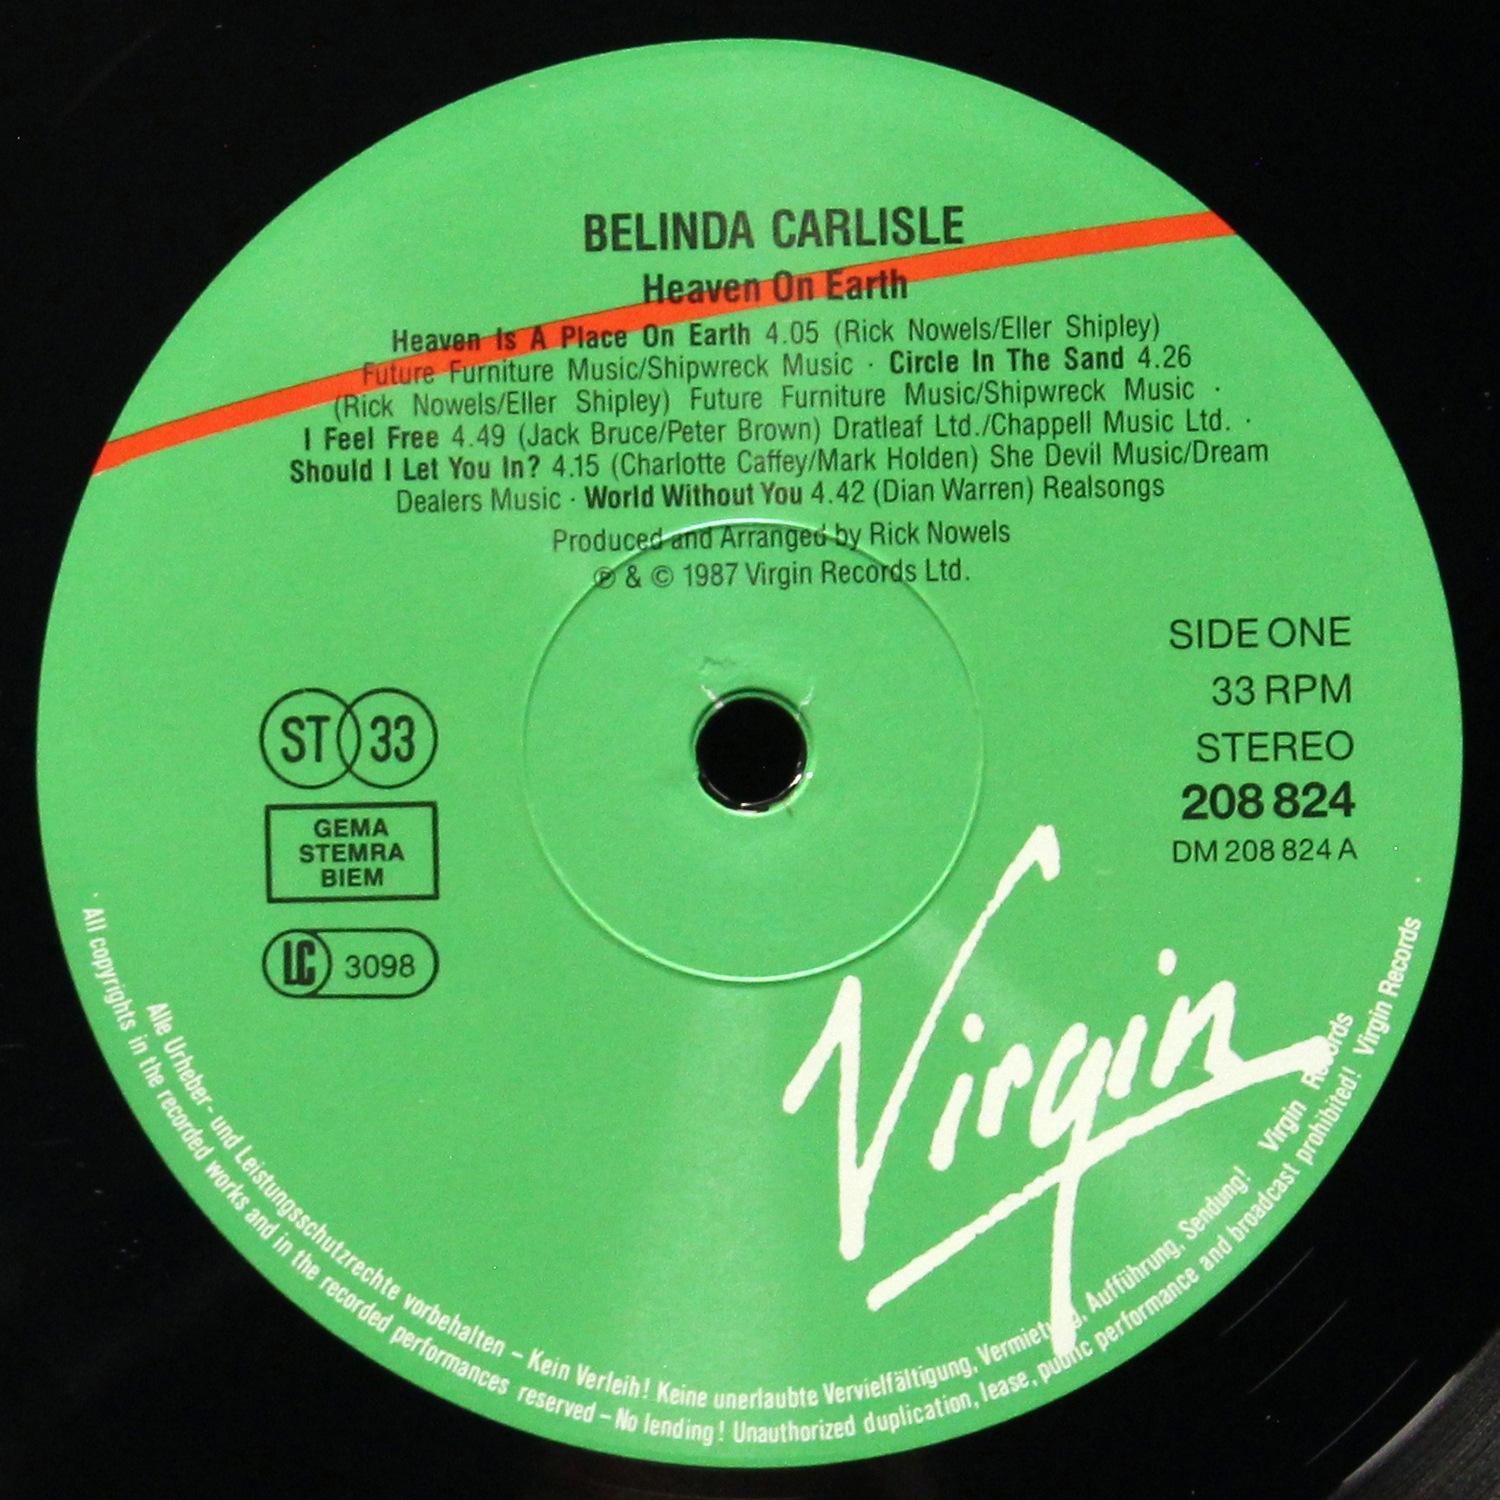 BELINDA CARLISLE
Heaven On Earth
Heaven Is A Place On Earth 4.05 (Rick Nowels/Eller Shipley)
Future Furniture Music/Shipwreck Music · Circle In The Sand 4.26
(Rick Nowels/Eller Shipley) Future Furniture Music/Shipwreck Music ·
I Feel Free 4.49 (Jack Bruce/Peter Brown) Dratleaf Ltd./Chappell Music Ltd. ·
Should I Let You In? 4.15 (Charlotte Caffey/Mark Holden) She Devil Music/Dream
Dealers Music · World Without You 4.42 (Dian Warren) Realsongs
Produced and Arranged by Rick Nowels
℗ & © 1987 Virgin Records Ltd.
SIDE ONE
33 RPM
STEREO
208 824
DM 208 824 A
ST 33
GEMA
STEMRA
BIEM
LC 3098
Virgin
Alle Urheber- und Leistungsschutzrechte vorbehalten – Kein Verleih! Keine unerlaubte Vervielfältigung, Vermietung, Aufführung, Sendung! Virgin Records
All copyrights in the recorded works and in the recorded performances reserved – No lending! Unauthorized duplication, lease, public performance and broadcast prohibited! Virgin Records